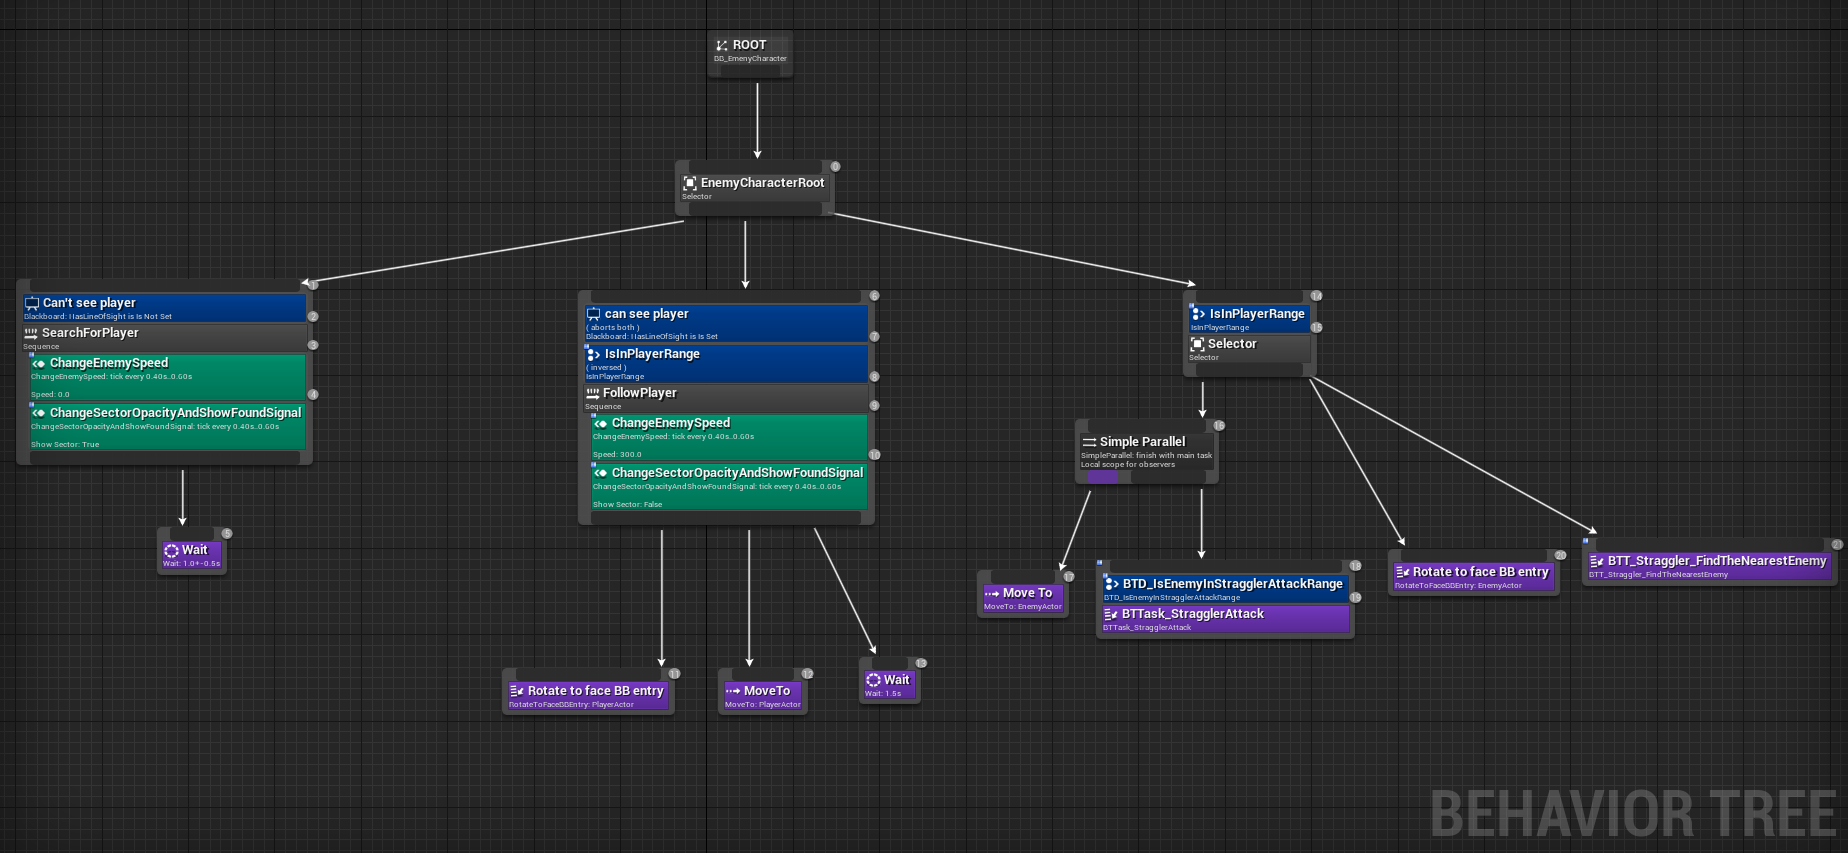 ROOT
BB_EmenyCharacter
0
EnemyCharacterRoot
Selector
1
Can't see player
Blackboard: HasLineOfSight is Is Not Set
2
SearchForPlayer
Sequence
3
ChangeEnemySpeed
ChangeEnemySpeed: tick every 0.40s..0.60s
Speed: 0.0
4
ChangeSectorOpacityAndShowFoundSignal
ChangeSectorOpacityAndShowFoundSignal: tick every 0.40s..0.60s
Show Sector: True
5
Wait
Wait: 1.0+-0.5s
6
can see player
( aborts both )
Blackboard: HasLineOfSight is Is Set
7
IsInPlayerRange
( inversed )
IsInPlayerRange
8
FollowPlayer
Sequence
9
ChangeEnemySpeed
ChangeEnemySpeed: tick every 0.40s..0.60s
Speed: 300.0
10
ChangeSectorOpacityAndShowFoundSignal
ChangeSectorOpacityAndShowFoundSignal: tick every 0.40s..0.60s
Show Sector: False
11
Rotate to face BB entry
RotateToFaceBBEntry: PlayerActor
12
MoveTo
MoveTo: PlayerActor
13
Wait
Wait: 1.5s
14
IsInPlayerRange
IsInPlayerRange
15
Selector
Selector
16
Simple Parallel
SimpleParallel: finish with main task
Local scope for observers
17
Move To
MoveTo: EnemyActor
18
BTD_IsEnemyInStragglerAttackRange
BTD_IsEnemyInStragglerAttackRange
19
BTTask_StragglerAttack
BTTask_StragglerAttack
20
Rotate to face BB entry
RotateToFaceBBEntry: EnemyActor
21
BTT_Straggler_FindTheNearestEnemy
BTT_Straggler_FindTheNearestEnemy
BEHAVIOR TREE